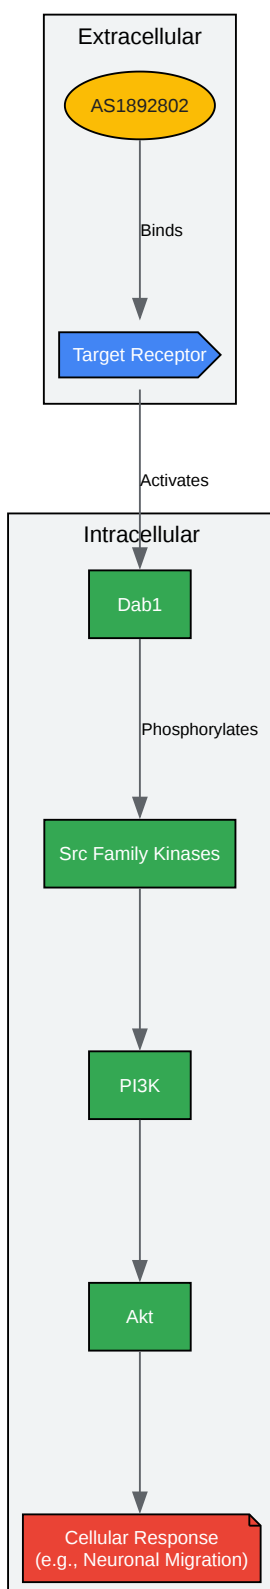 Extracellular
AS1892802
Binds
Target Receptor
Activates
Intracellular
Dab1
Phosphorylates
Src Family Kinases
PI3K
Akt
Cellular Response
(e.g., Neuronal Migration)